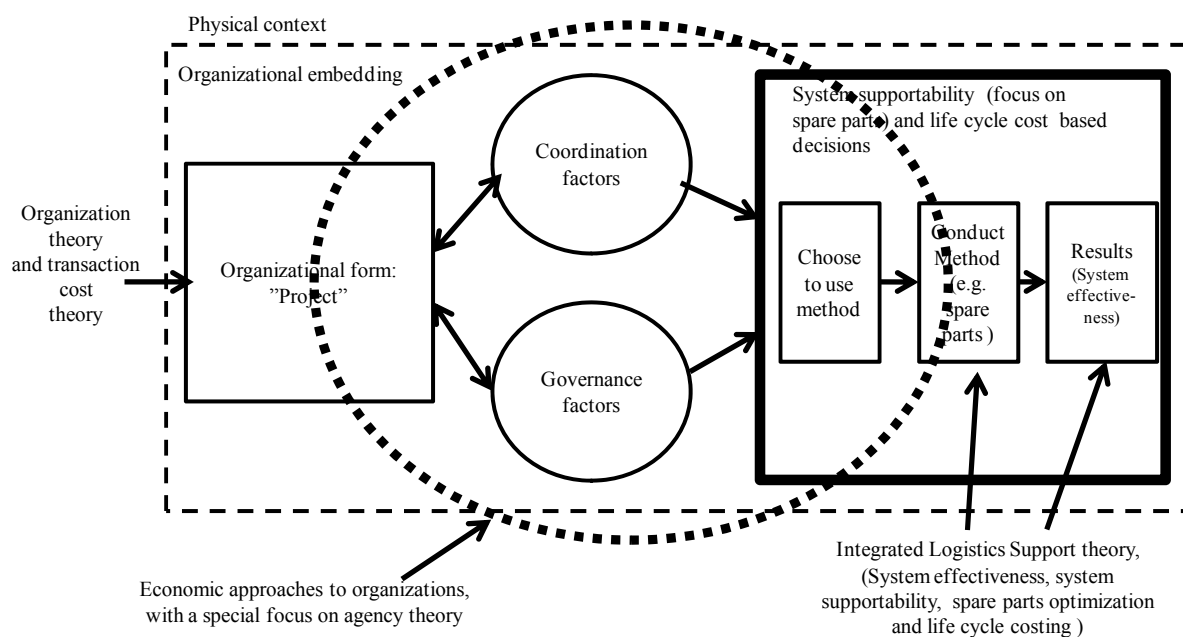 Physical context
Organizational embedding
System supportability (focus on
spare parts) and life cycle cost based
decisions
Organization
theory
and transaction
cost
theory
Organizational form:
”Project”
Coordination
factors
Governance
factors
Choose
to use
method
Conduct
Method
(e.g.
spare
parts )
Results
(System
effective-
ness)
Economic approaches to organizations,
with a special focus on agency theory
Integrated Logistics Support theory,
(System effectiveness, system
supportability, spare parts optimization
and life cycle costing )